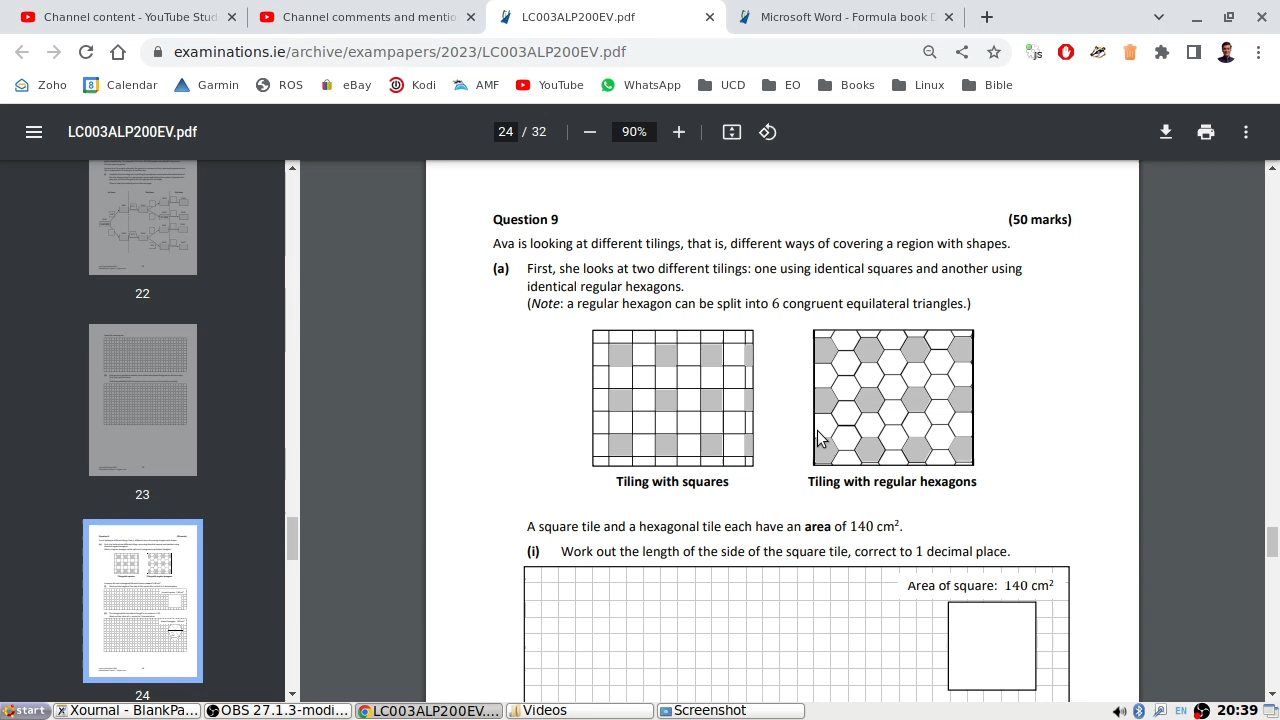 Channel content - YouTube Stud
Channel comments and mentio
LC003ALP200EV.pdf
Microsoft Word - Formula book D
examinations.ie/archive/exampapers/2023/LC003ALP200EV.pdf
Zoho
Calendar
Garmin
ROS
eBay
Kodi
AMF
YouTube
WhatsApp
UCD
EO
Books
Linux
Bible
LC003ALP200EV.pdf
24 / 32
90%
22
23
24
Question 9 (50 marks)
Ava is looking at different tilings, that is, different ways of covering a region with shapes.
(a) First, she looks at two different tilings: one using identical squares and another using
identical regular hexagons.
(Note: a regular hexagon can be split into 6 congruent equilateral triangles.)
Tiling with squares
Tiling with regular hexagons
A square tile and a hexagonal tile each have an area of 140 cm².
(i) Work out the length of the side of the square tile, correct to 1 decimal place.
Area of square: 140 cm²
start
Xournal - BlankPa...
OBS 27.1.3-modi...
LC003ALP200EV....
Videos
Screenshot
EN
20:39